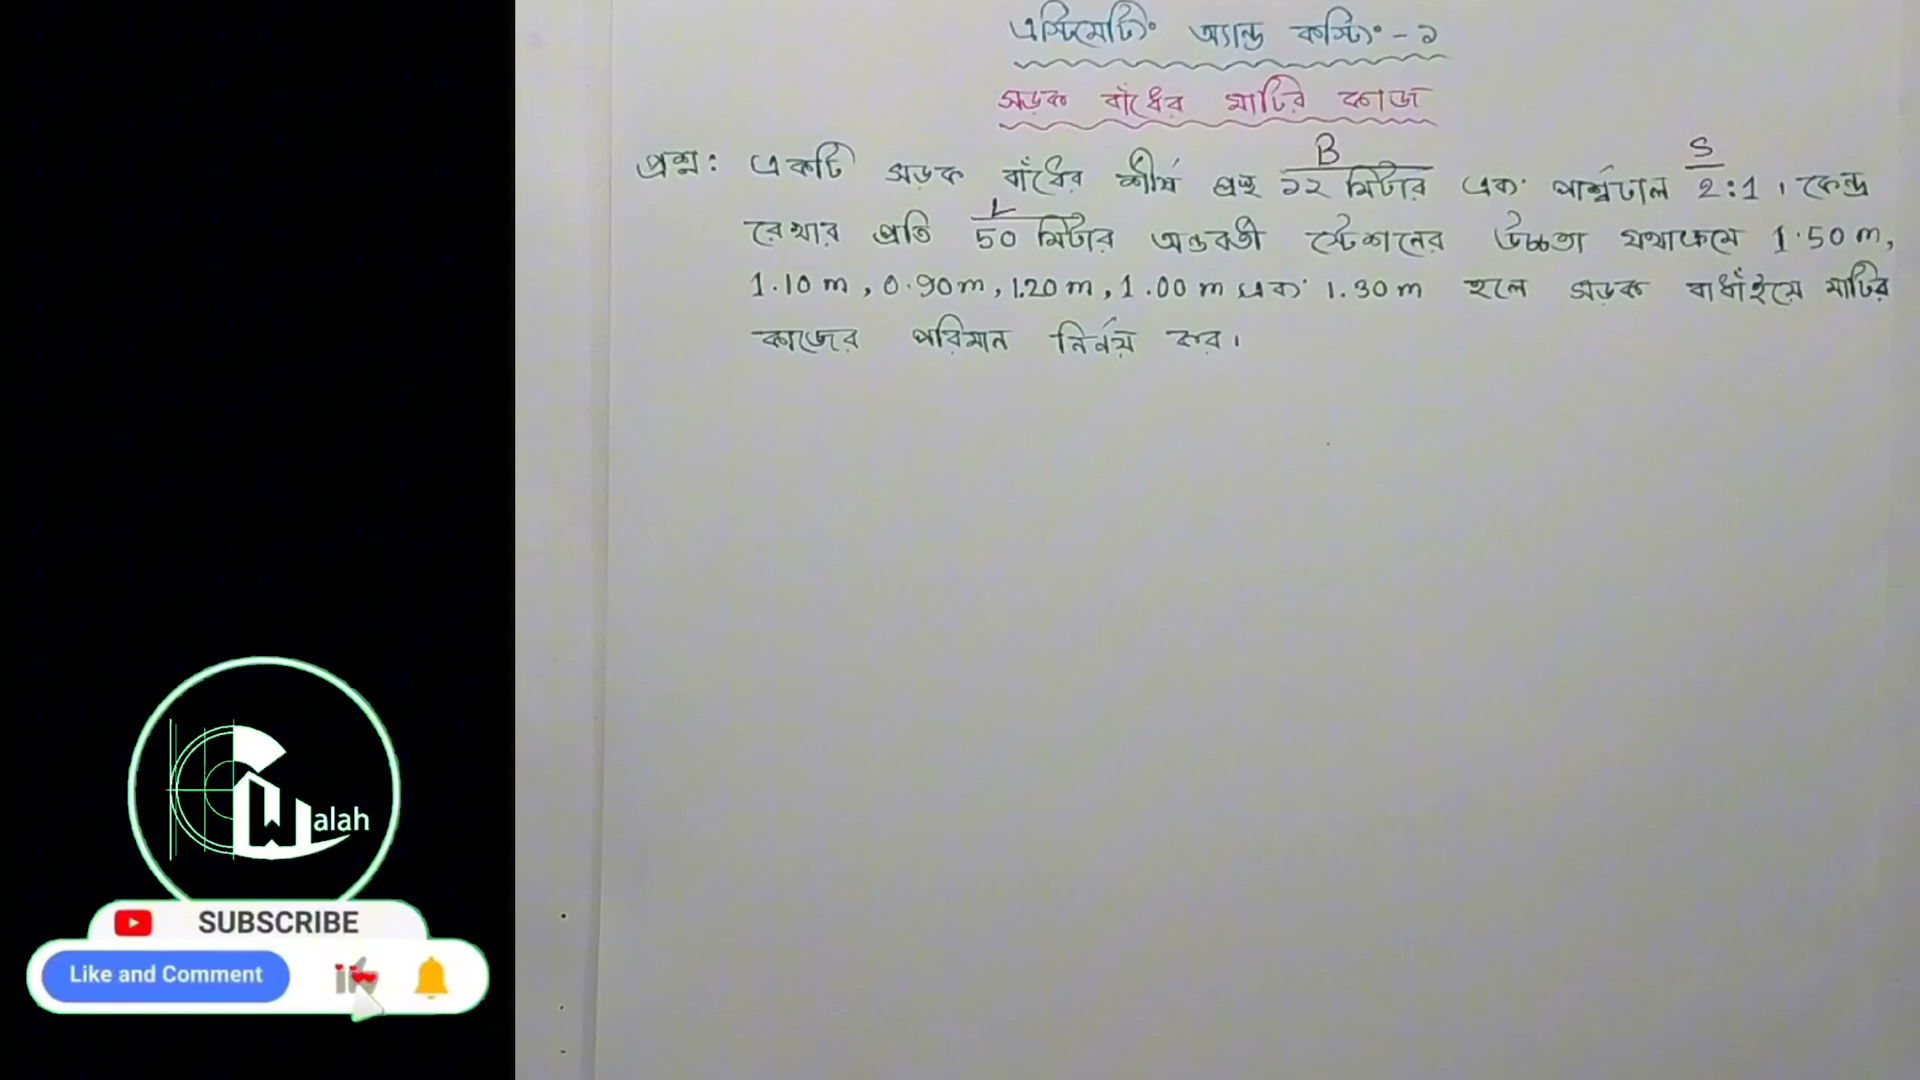 এস্টিমেটিং অ্যান্ড কস্টিং - ১
সড়ক বাঁধের মাটির কাজ
B
S
প্রশ্ন: একটি সড়ক বাঁধের শীর্ষ প্রস্থ ১২ মিটার এবং পার্শ্বঢাল 2:1। কেন্দ্র
L
রেখার প্রতি 50 মিটার অন্তবর্তী স্টেশনের উচ্চতা যথাক্রমে 1.50 m,
1.10 m, 0.90 m, 1.20 m, 1.00 m এবং 1.30 m হলে সড়ক বাধাঁইয়ে মাটির
কাজের পরিমান নির্ণয় কর।
Walah
SUBSCRIBE
Like and Comment